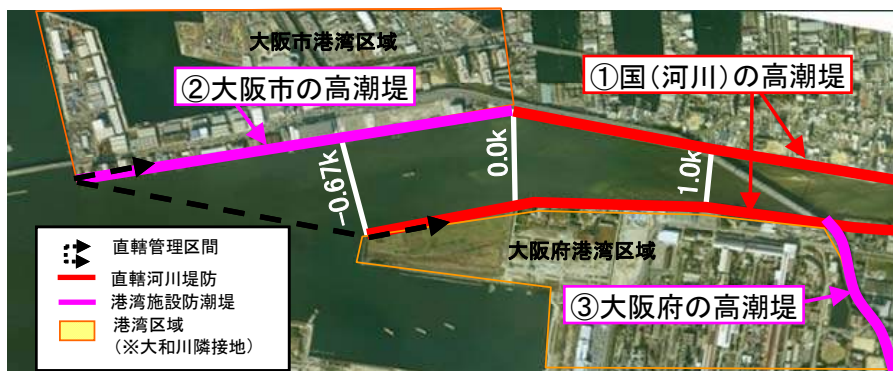 大阪市港湾区域
②大阪市の高潮堤
①国(河川)の高潮堤
-0.67k
0.0k
1.0k
大阪府港湾区域
③大阪府の高潮堤
直轄管理区間
直轄河川堤防
港湾施設防潮堤
港湾区域
(※大和川隣接地)